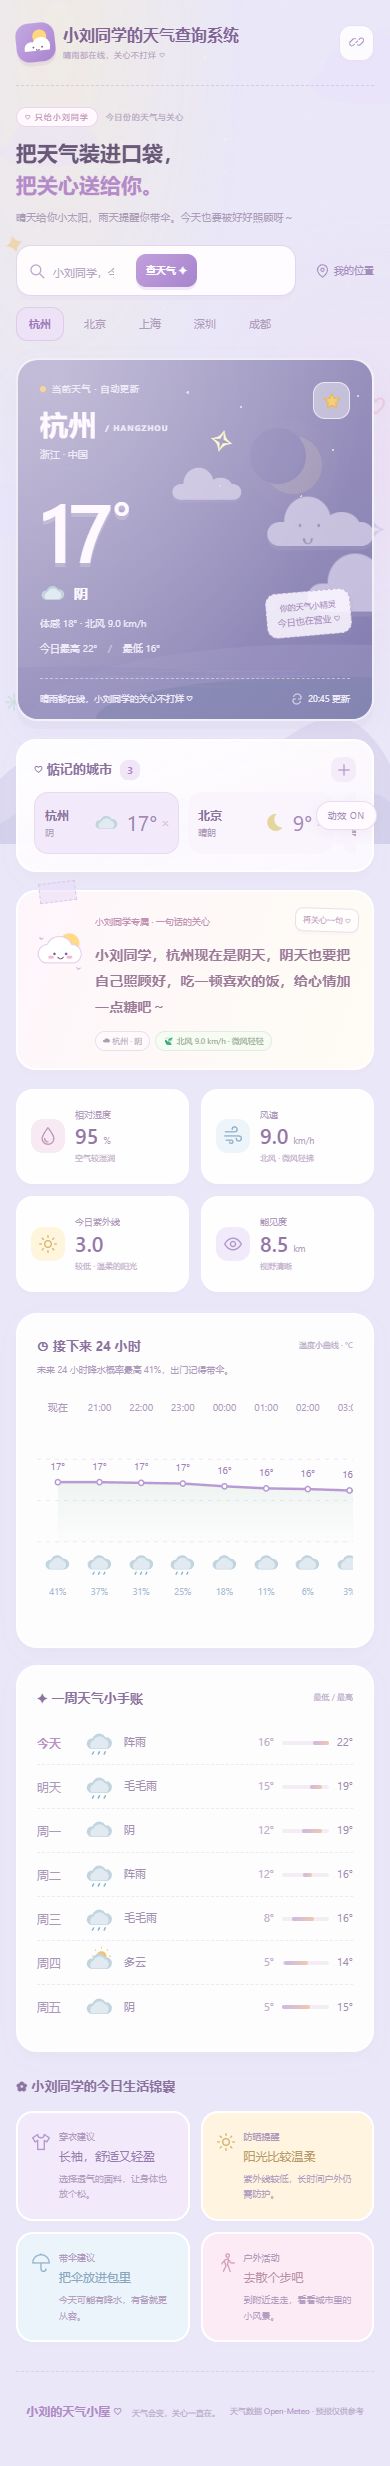 小刘同学的天气查询系统
晴雨都在线，关心不打烊 ♡
♡ 只给小刘同学 今日份的天气与关心
把天气装进口袋，
把关心送给你。
晴天给你小太阳，雨天提醒你带伞。今天也要被好好照顾呀～
小刘同学， 查天气 ✦ 我的位置
杭州 北京 上海 深圳 成都
当前天气 · 自动更新
杭州 / HANGZHOU
浙江 · 中国
17°
阴
你的天气小精灵
今日也在营业 ♡
体感 18° · 北风 9.0 km/h
今日最高 22° / 最低 16°
晴雨都在线，小刘同学的关心不打烊 ♡ 20:45 更新
♡ 惦记的城市 3 +
杭州 阴 17° ×
北京 晴朗 9°
动效 ON
小刘同学专属 · 一句话的关心 再关心一句 ♡
小刘同学，杭州现在是阴天，阴天也要把
自己照顾好，吃一顿喜欢的饭，给心情加
一点糖吧～
杭州 · 阴 北风 9.0 km/h · 微风轻轻
相对湿度
95 %
空气较湿润
风速
9.0 km/h
北风 · 微风轻拂
今日紫外线
3.0
较低 · 温柔的阳光
能见度
8.5 km
视野清晰
接下来 24 小时 温度小曲线 · °C
未来 24 小时降水概率最高 41%，出门记得带伞。
现在 21:00 22:00 23:00 00:00 01:00 02:00 03:
17° 17° 17° 17° 16° 16° 16° 16
41% 37% 31% 25% 18% 11% 6% 3%
✦ 一周天气小手账 最低 / 最高
今天 阵雨 16° 22°
明天 毛毛雨 15° 19°
周一 阴 12° 19°
周二 阵雨 12° 16°
周三 毛毛雨 8° 16°
周四 多云 5° 14°
周五 阴 5° 15°
✿ 小刘同学的今日生活锦囊
穿衣建议
长袖，舒适又轻盈
选择透气的面料，让身体也
放个松。
防晒提醒
阳光比较温柔
紫外线较低，长时间户外仍
需防护。
带伞建议
把伞放进包里
今天可能有降水，有备就更
从容。
户外活动
去散个步吧
到附近走走，看看城市里的
小风景。
小刘的天气小屋 ♡ 天气会变，关心一直在。 天气数据 Open-Meteo · 预报仅供参考